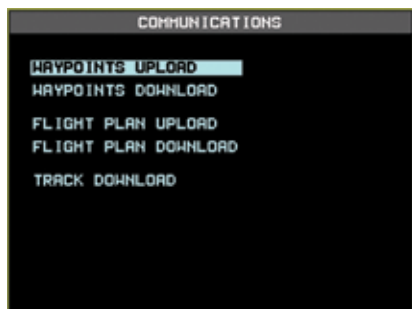 COMMUNICATIONS
WAYPOINTS UPLOAD
WAYPOINTS DOWNLOAD
FLIGHT PLAN UPLOAD
FLIGHT PLAN DOWNLOAD
TRACK DOWNLOAD